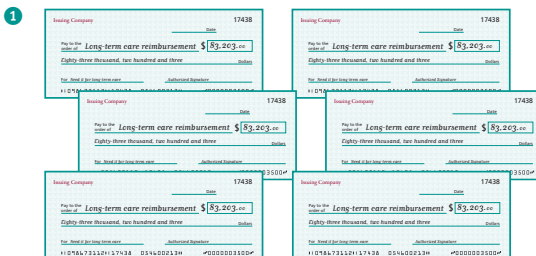 1
Issuing Company 17438
Date
Pay to the order of Long-term care reimbursement $ 83,203.00
Eighty-three thousand, two hundred and three Dollars
For Need it for long term care Authorized Signature
Issuing Company 17438
Date
Pay to the order of Long-term care reimbursement $ 83,203.00
Eighty-three thousand, two hundred and three Dollars
For Need it for long term care Authorized Signature
Issuing Company 17438
Date
Pay to the order of Long-term care reimbursement $ 83,203.00
Eighty-three thousand, two hundred and three Dollars
For Need it for long term care Authorized Signature
Issuing Company 17438
Date
Pay to the order of Long-term care reimbursement $ 83,203.00
Eighty-three thousand, two hundred and three Dollars
For Need it for long term care Authorized Signature
Issuing Company 17438
Date
Pay to the order of Long-term care reimbursement $ 83,203.00
Eighty-three thousand, two hundred and three Dollars
For Need it for long term care Authorized Signature
Issuing Company 17438
Date
Pay to the order of Long-term care reimbursement $ 83,203.00
Eighty-three thousand, two hundred and three Dollars
For Need it for long term care Authorized Signature